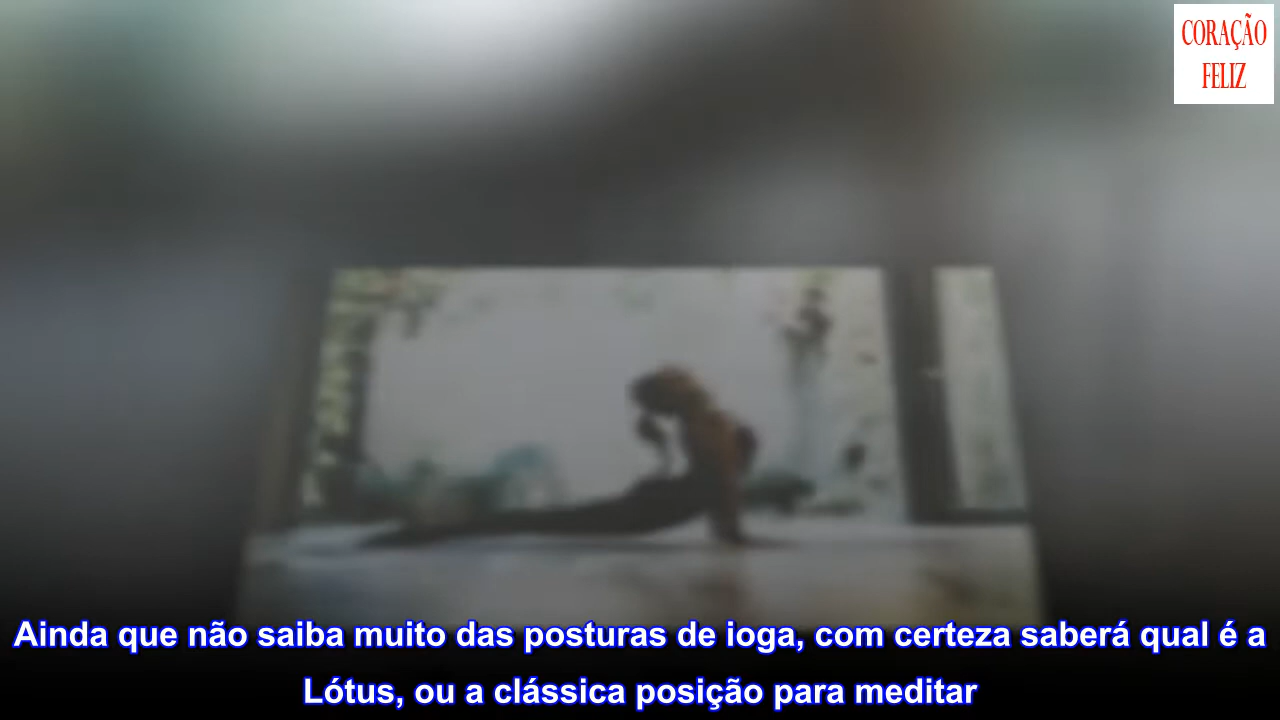 CORAÇÃO
FELIZ
Ainda que não saiba muito das posturas de ioga, com certeza saberá qual é a
Lótus, ou a clássica posição para meditar